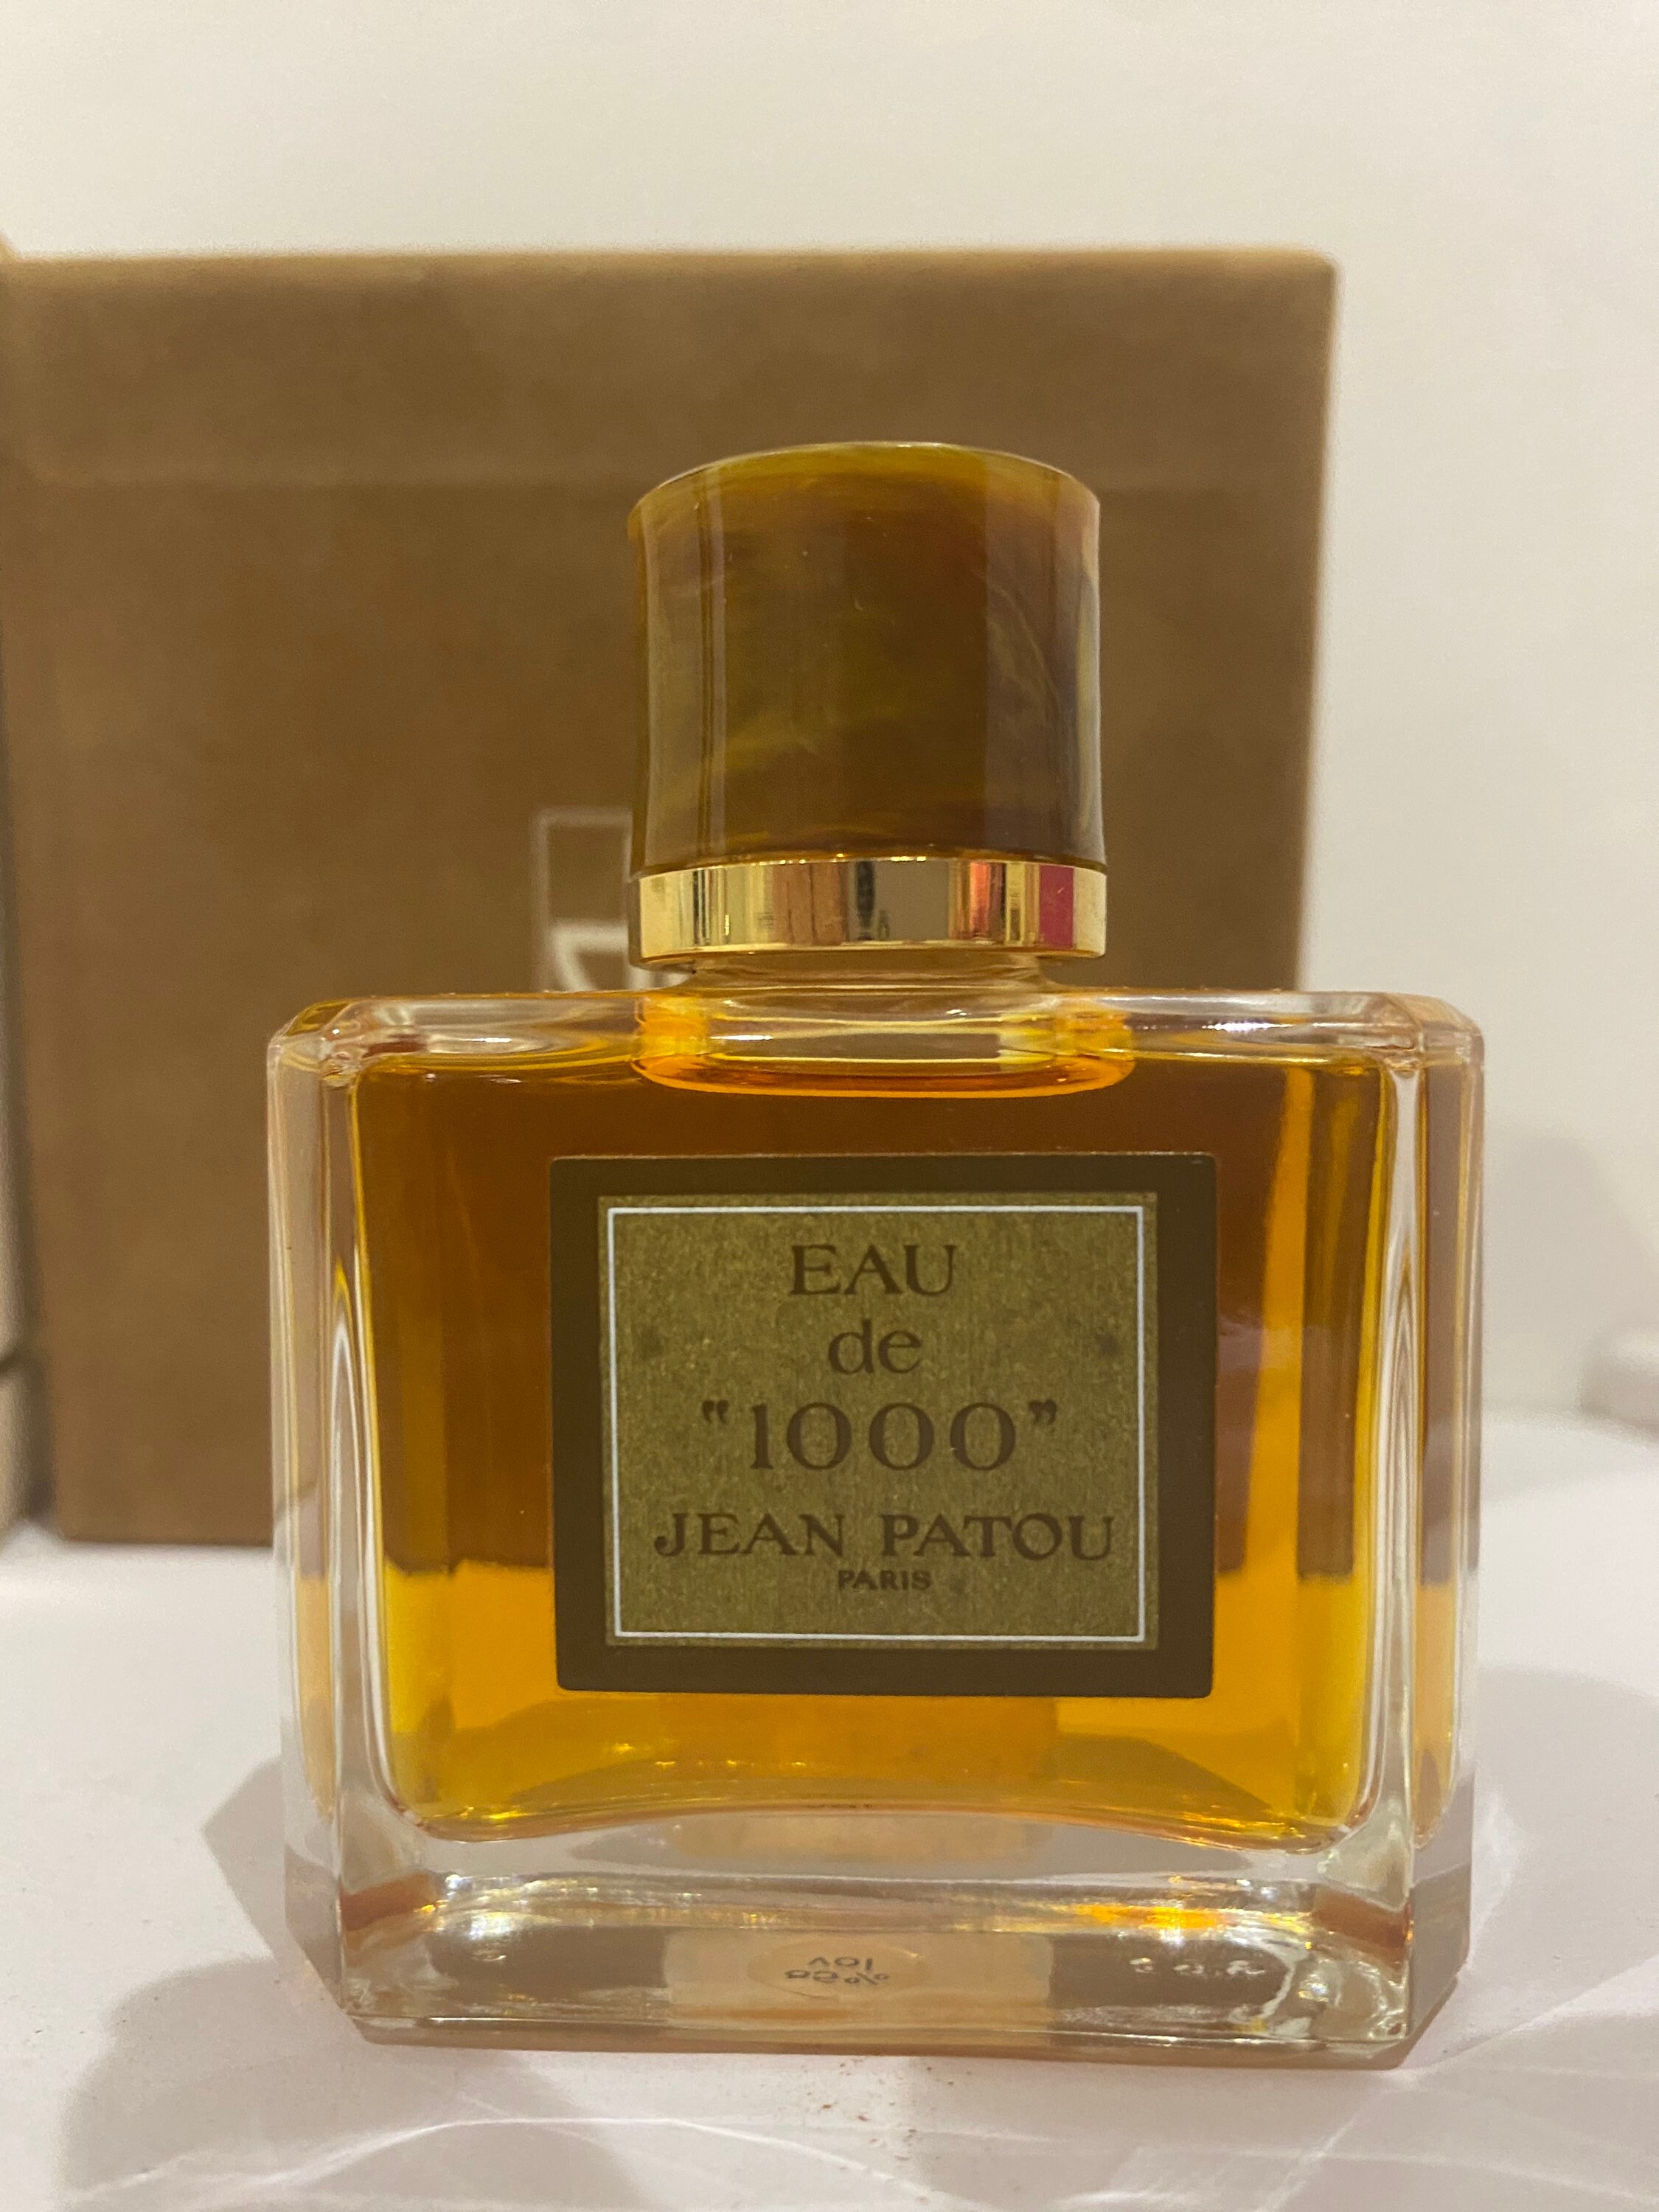 EAU
de
"1000"
JEAN PATOU
PARIS